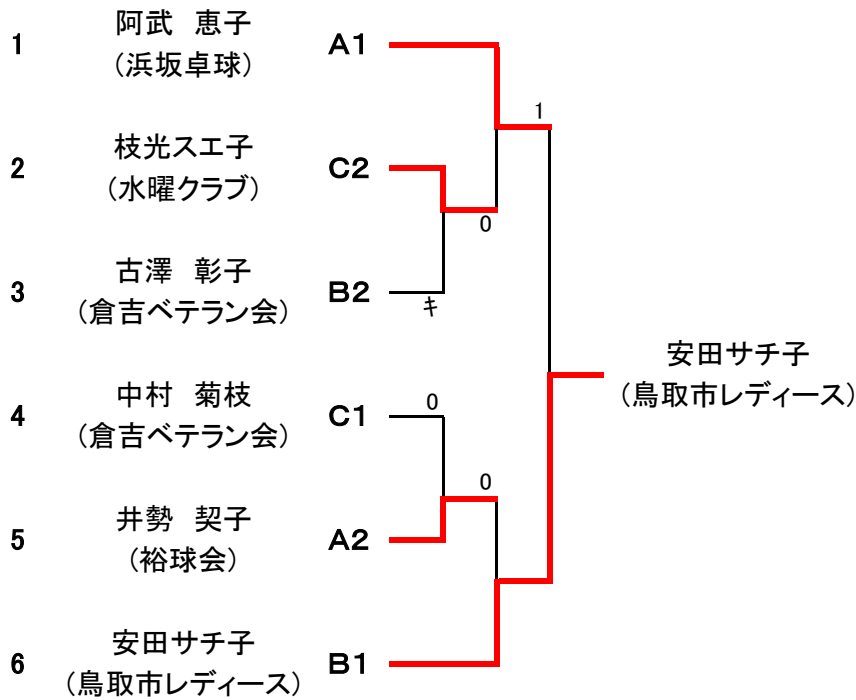 1 阿武　恵子 A1
(浜坂卓球)
1
2 枝光スエ子 C2
(水曜クラブ)
0
3 古澤　彰子 B2
(倉吉ベテラン会)
キ
安田サチ子
(鳥取市レディース)
4 中村　菊枝 C1 0
(倉吉ベテラン会)
0
5 井勢　契子 A2
(裕球会)
6 安田サチ子 B1
(鳥取市レディース)